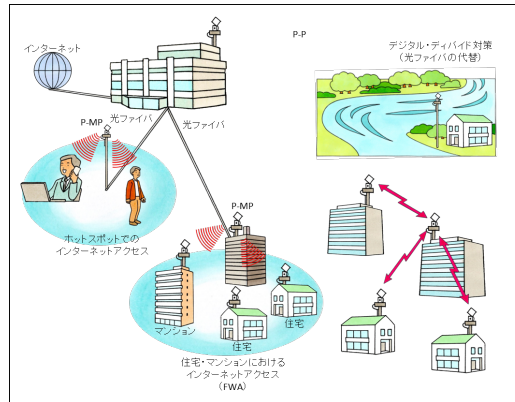 P-P
インターネット
デジタル・ディバイド対策
(光ファイバの代替)
光ファイバ
光ファイバ
P-MP
ホットスポットでの
インターネットアクセス
P-MP
マンション
住宅
住宅
住宅・マンションにおける
インターネットアクセス
(FWA)